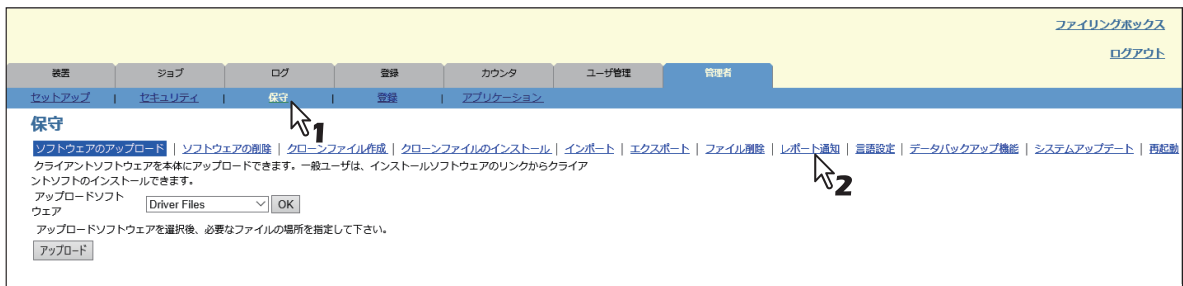 ファイリングボックス
ログアウト
装置 ジョブ ログ 登録 カウンタ ユーザ管理 管理者
セットアップ | セキュリティ | 保守 | 登録 | アプリケーション
1
保守
ソフトウェアのアップロード | ソフトウェアの削除 | クローンファイル作成 | クローンファイルのインストール | インポート | エクスポート | ファイル削除 | レポート通知 | 言語設定 | データバックアップ機能 | システムアップデート | 再起動
2
クライアントソフトウェアを本体にアップロードできます。一般ユーザは、インストールソフトウェアのリンクからクライア
ントソフトのインストールできます。
アップロードソフト
ウェア Driver Files OK
アップロードソフトウェアを選択後、必要なファイルの場所を指定して下さい。
アップロード